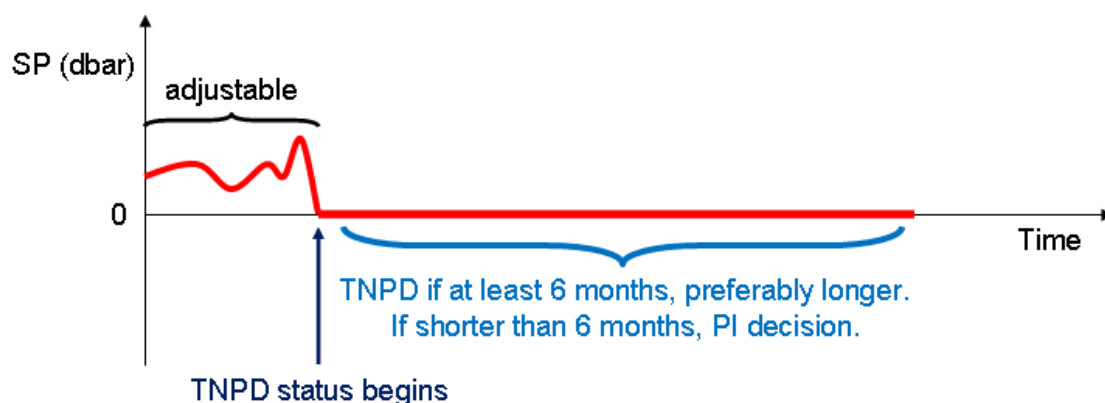 SP (dbar)
adjustable
0
Time
TNPD if at least 6 months, preferably longer.
If shorter than 6 months, PI decision.
TNPD status begins